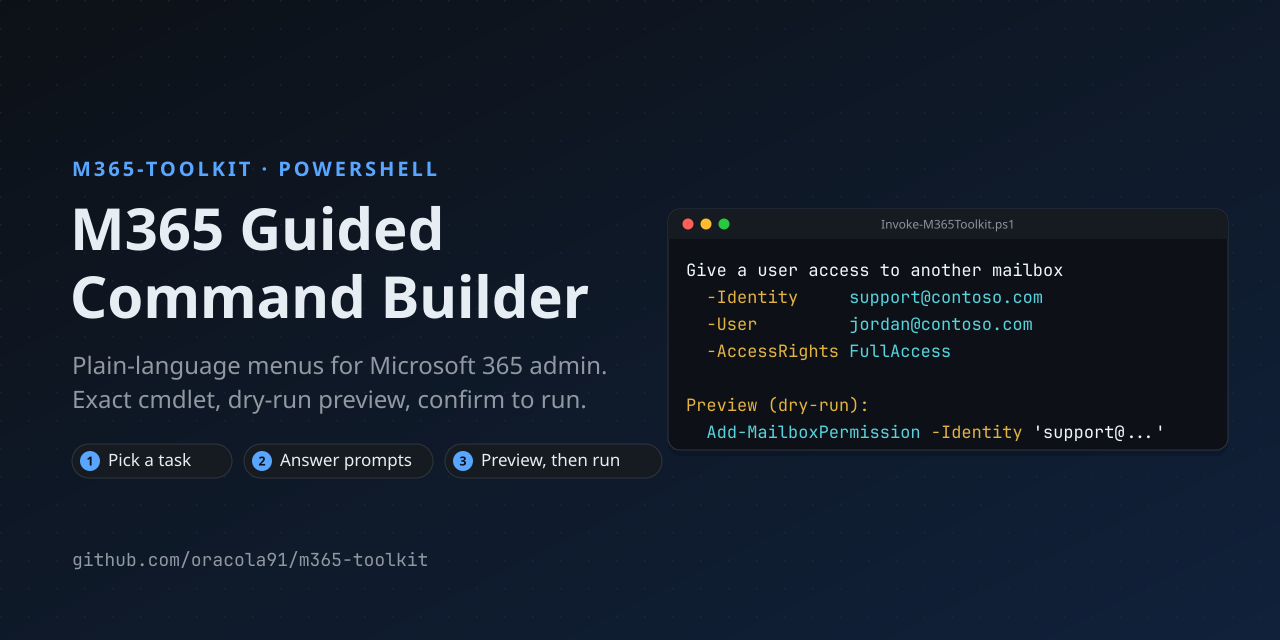 M365-TOOLKIT · POWERSHELL
M365 Guided
Command Builder
Plain-language menus for Microsoft 365 admin.
Exact cmdlet, dry-run preview, confirm to run.
1 Pick a task
2 Answer prompts
3 Preview, then run
github.com/oracola91/m365-toolkit
Invoke-M365Toolkit.ps1
Give a user access to another mailbox
-Identity support@contoso.com
-User jordan@contoso.com
-AccessRights FullAccess
Preview (dry-run):
Add-MailboxPermission -Identity 'support@...'